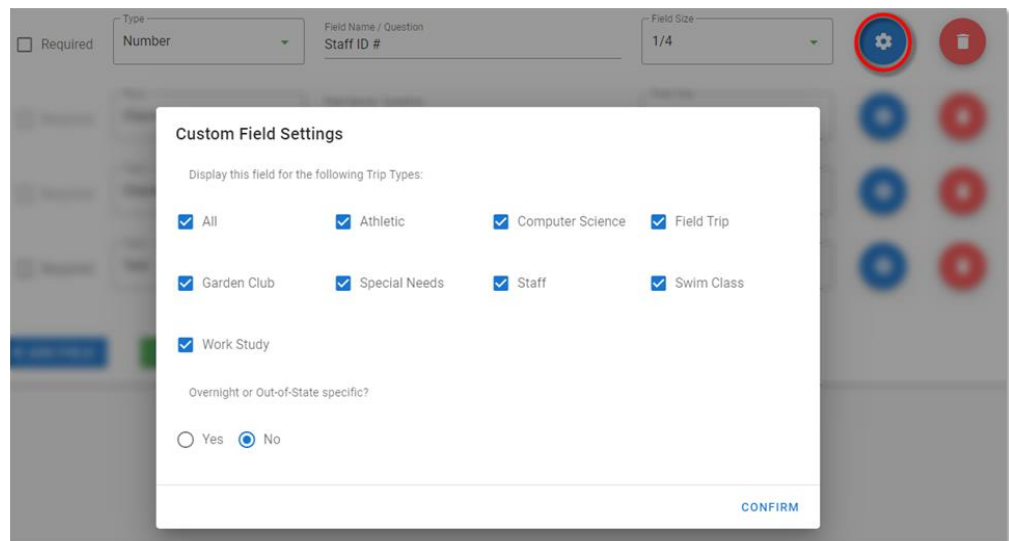 Type
Field Name / Question
Field Size
Required
Number
Staff ID #
1/4
Custom Field Settings
Display this field for the following Trip Types:
All Athletic Computer Science Field Trip
Garden Club Special Needs Staff Swim Class
Work Study
Overnight or Out-of-State specific?
Yes No
CONFIRM